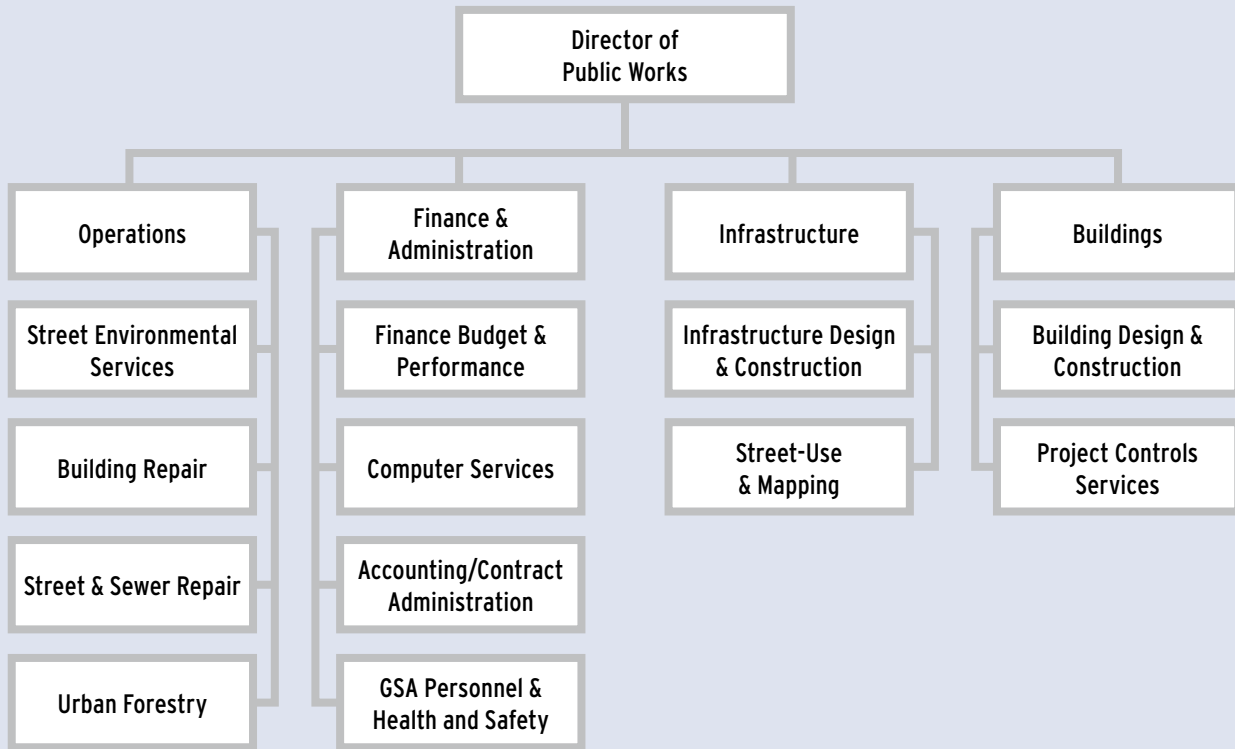 Director of
Public Works
Operations
Street Environmental
Services
Building Repair
Street & Sewer Repair
Urban Forestry
Finance &
Administration
Finance Budget &
Performance
Computer Services
Accounting/Contract
Administration
GSA Personnel &
Health and Safety
Infrastructure
Infrastructure Design
& Construction
Street-Use
& Mapping
Buildings
Building Design &
Construction
Project Controls
Services